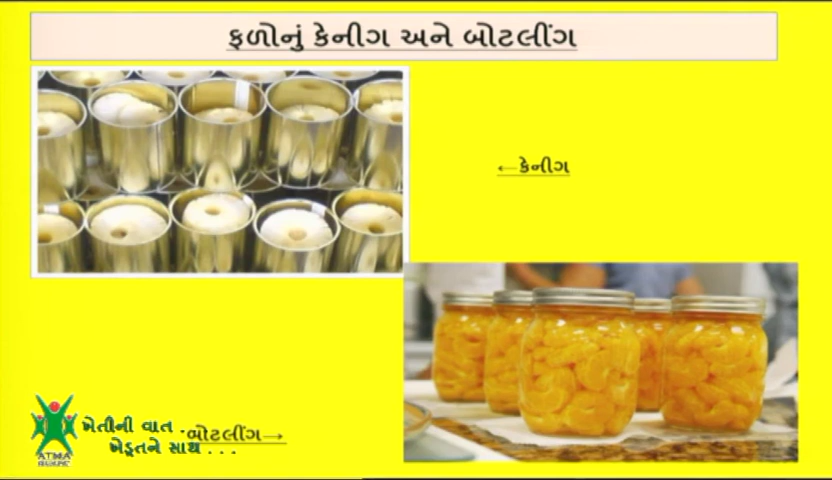 ફળોનું કેનીગ અને બોટલીંગ
←કેનીગ
ખેતીની વાત . .
ખેડૂતને સાથ . . .
બોટલીંગ→
ATMA